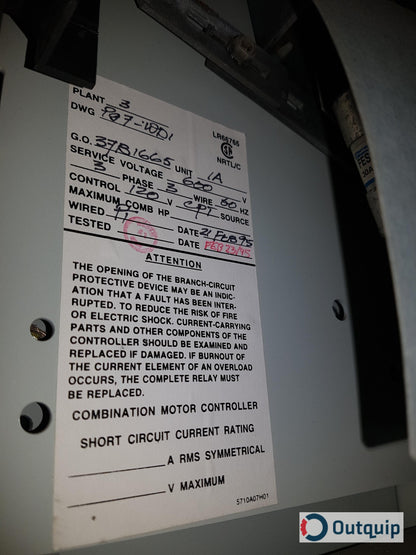 PLANT 3
DWG
LR68765
G.O. 37B1665 UNIT 1A
NRTL/C
SERVICE VOLTAGE 600 V
3 PHASE 3 WIRE 60 HZ
CONTROL 120 V CPT SOURCE
MAXIMUM COMB HP
WIRED DATE 21 FEB 95
TESTED DATE FEB 23/95
ATTENTION
THE OPENING OF THE BRANCH-CIRCUIT
PROTECTIVE DEVICE MAY BE AN INDIC-
ATION THAT A FAULT HAS BEEN INTER-
RUPTED. TO REDUCE THE RISK OF FIRE
OR ELECTRIC SHOCK. CURRENT-CARRYING
PARTS AND OTHER COMPONENTS OF THE
CONTROLLER SHOULD BE EXAMINED AND
REPLACED IF DAMAGED. IF BURNOUT OF
THE CURRENT ELEMENT OF AN OVERLOAD
OCCURS, THE COMPLETE RELAY MUST
BE REPLACED.
COMBINATION MOTOR CONTROLLER
SHORT CIRCUIT CURRENT RATING
A RMS SYMMETRICAL
V MAXIMUM
5710A07H01
Outquip